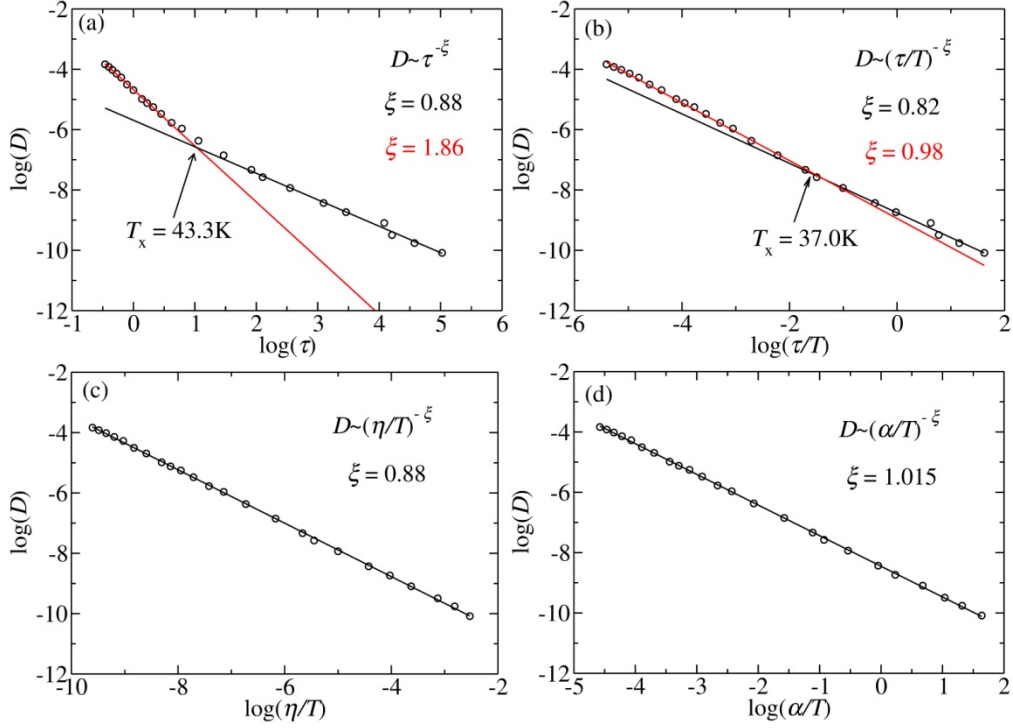 (a)
D~τ^-ξ
ξ = 0.88
ξ = 1.86
T_x = 43.3K
log(D)
-2
-4
-6
-8
-10
-12
-1 0 1 2 3 4 5 6
log(τ)
(b)
D~(τ/T)^-ξ
ξ = 0.82
ξ = 0.98
T_x = 37.0K
log(D)
-2
-4
-6
-8
-10
-12
-6 -4 -2 0 2
log(τ/T)
(c)
D~(η/T)^-ξ
ξ = 0.88
log(D)
-2
-4
-6
-8
-10
-12
-10 -8 -6 -4 -2
log(η/T)
(d)
D~(α/T)^-ξ
ξ = 1.015
log(D)
-2
-4
-6
-8
-10
-12
-5 -4 -3 -2 -1 0 1 2
log(α/T)